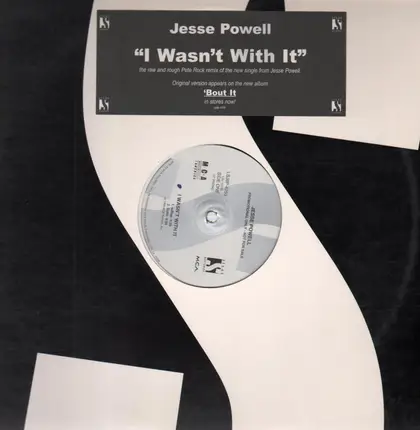 Jesse Powell
"I Wasn't With It"
the raw and rough Pete Rock remix of the new single from Jesse Powell
Original version appears on the new album
'Bout It
in stores now!
MCA
I WASN'T WITH IT
JESSE POWELL
MCA